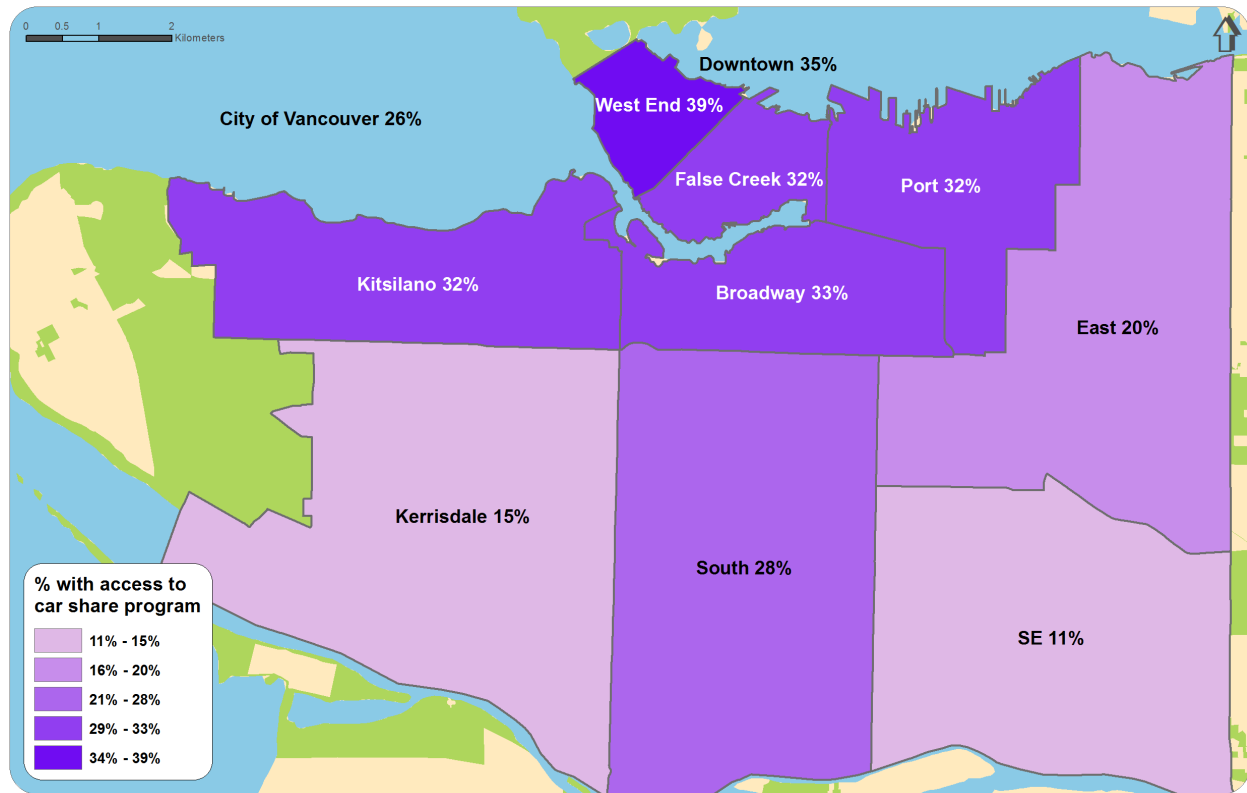 0 0.5 1 2
Kilometers
Downtown 35%
West End 39%
City of Vancouver 26%
False Creek 32%
Port 32%
Kitsilano 32%
Broadway 33%
East 20%
Kerrisdale 15%
South 28%
SE 11%
% with access to
car share program
11% - 15%
16% - 20%
21% - 28%
29% - 33%
34% - 39%